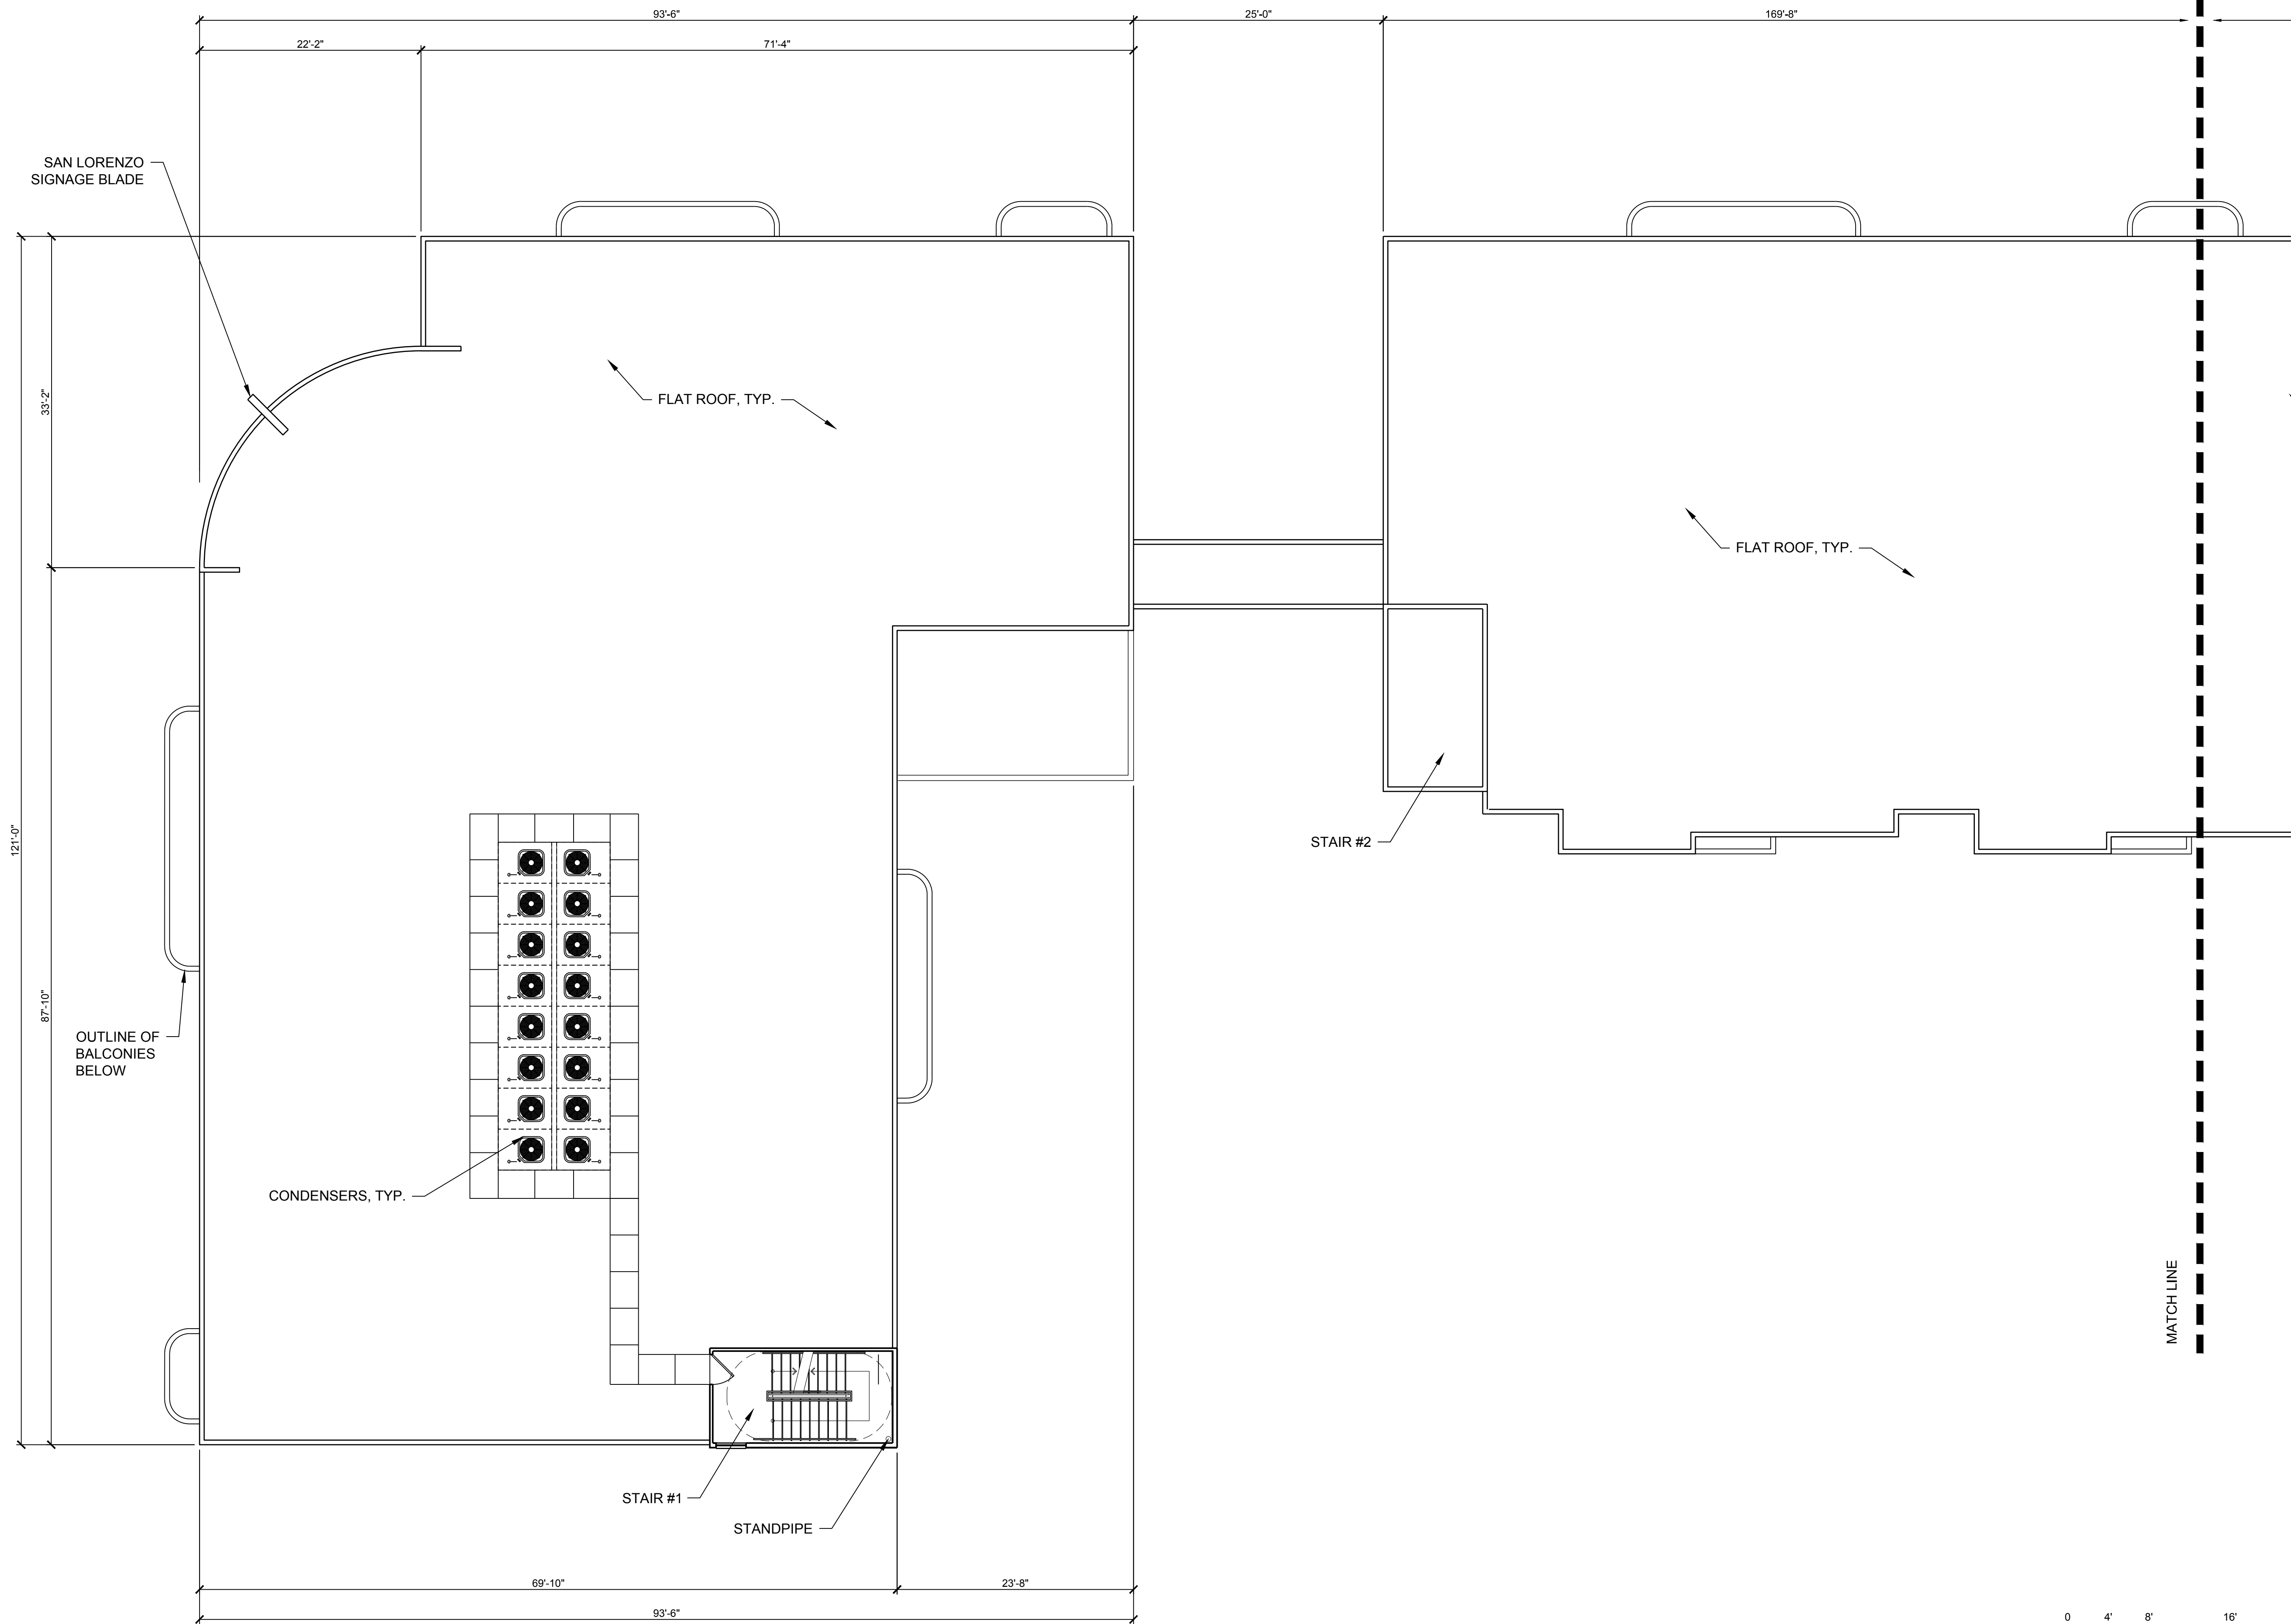 93'-6"
25'-0"
169'-8"
22'-2"
71'-4"
SAN LORENZO
SIGNAGE BLADE
33'-2"
FLAT ROOF, TYP.
FLAT ROOF, TYP.
121'-0"
STAIR #2
87'-10"
OUTLINE OF
BALCONIES
BELOW
CONDENSERS, TYP.
MATCH LINE
STAIR #1
STANDPIPE
69'-10"
23'-8"
93'-6"
0 4' 8' 16'